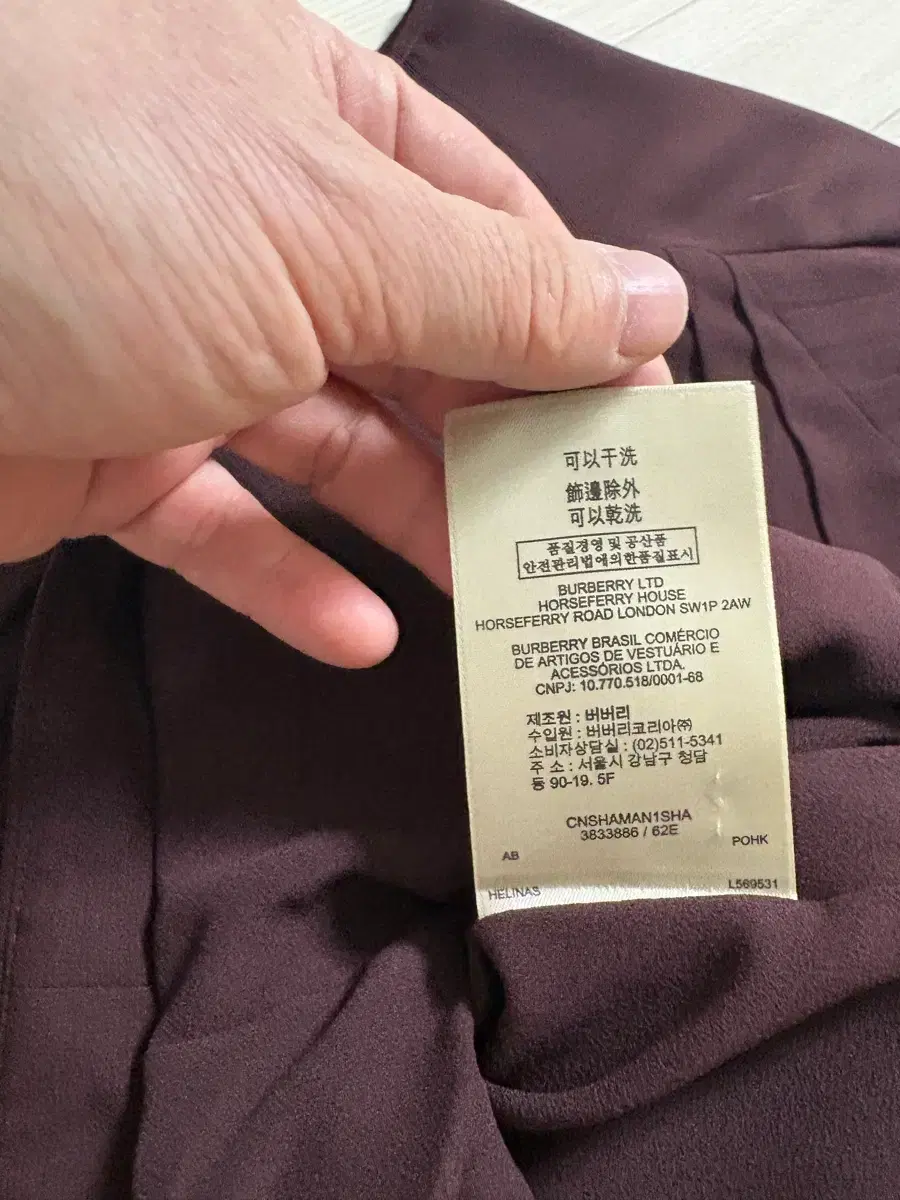 可以干洗
飾邊除外
可以乾洗
품질경영 및 공산품
안전관리법에의한품질표시
BURBERRY LTD
HORSEFERRY HOUSE
HORSEFERRY ROAD LONDON SW1P 2AW
BURBERRY BRASIL COMÉRCIO
DE ARTIGOS DE VESTUÁRIO E
ACESSÓRIOS LTDA.
CNPJ: 10.770.518/0001-68
제조원 : 버버리
수입원 : 버버리코리아㈜
소비자상담실 : (02)511-5341
주 소 : 서울시 강남구 청담
동 90-19. 5F
CNSHAMAN1SHA
3833886 / 62E
AB POHK
HELINAS L569531